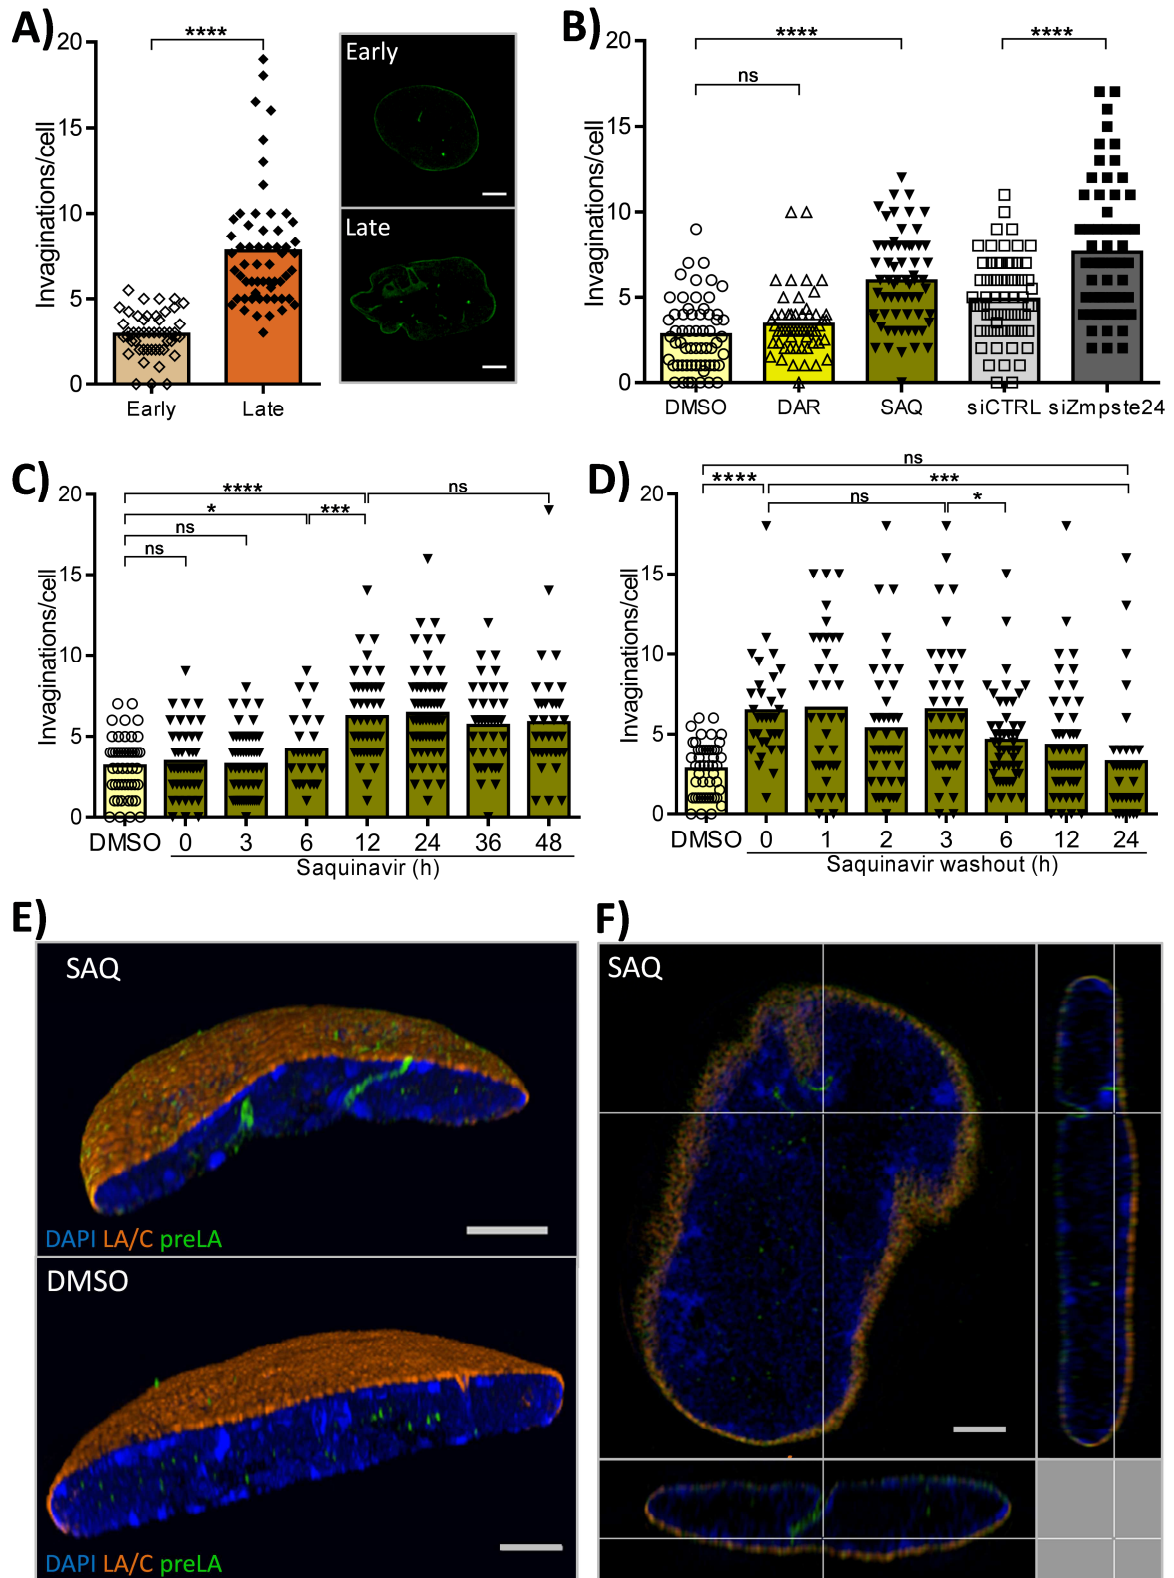 A)
****
20
15
10
5
0
Invaginations/cell
Early
Late
Early
Late
B)
****
****
ns
20
15
10
5
0
Invaginations/cell
DMSO
DAR
SAQ
siCTRL
siZmpste24
C)
****
ns
*
***
ns
ns
20
15
10
5
0
Invaginations/cell
DMSO
0
3
6
12
24
36
48
Saquinavir (h)
D)
ns
****
***
ns
*
20
15
10
5
0
Invaginations/cell
DMSO
0
1
2
3
6
12
24
Saquinavir washout (h)
E)
SAQ
DAPI LA/C preLA
DMSO
DAPI LA/C preLA
F)
SAQ